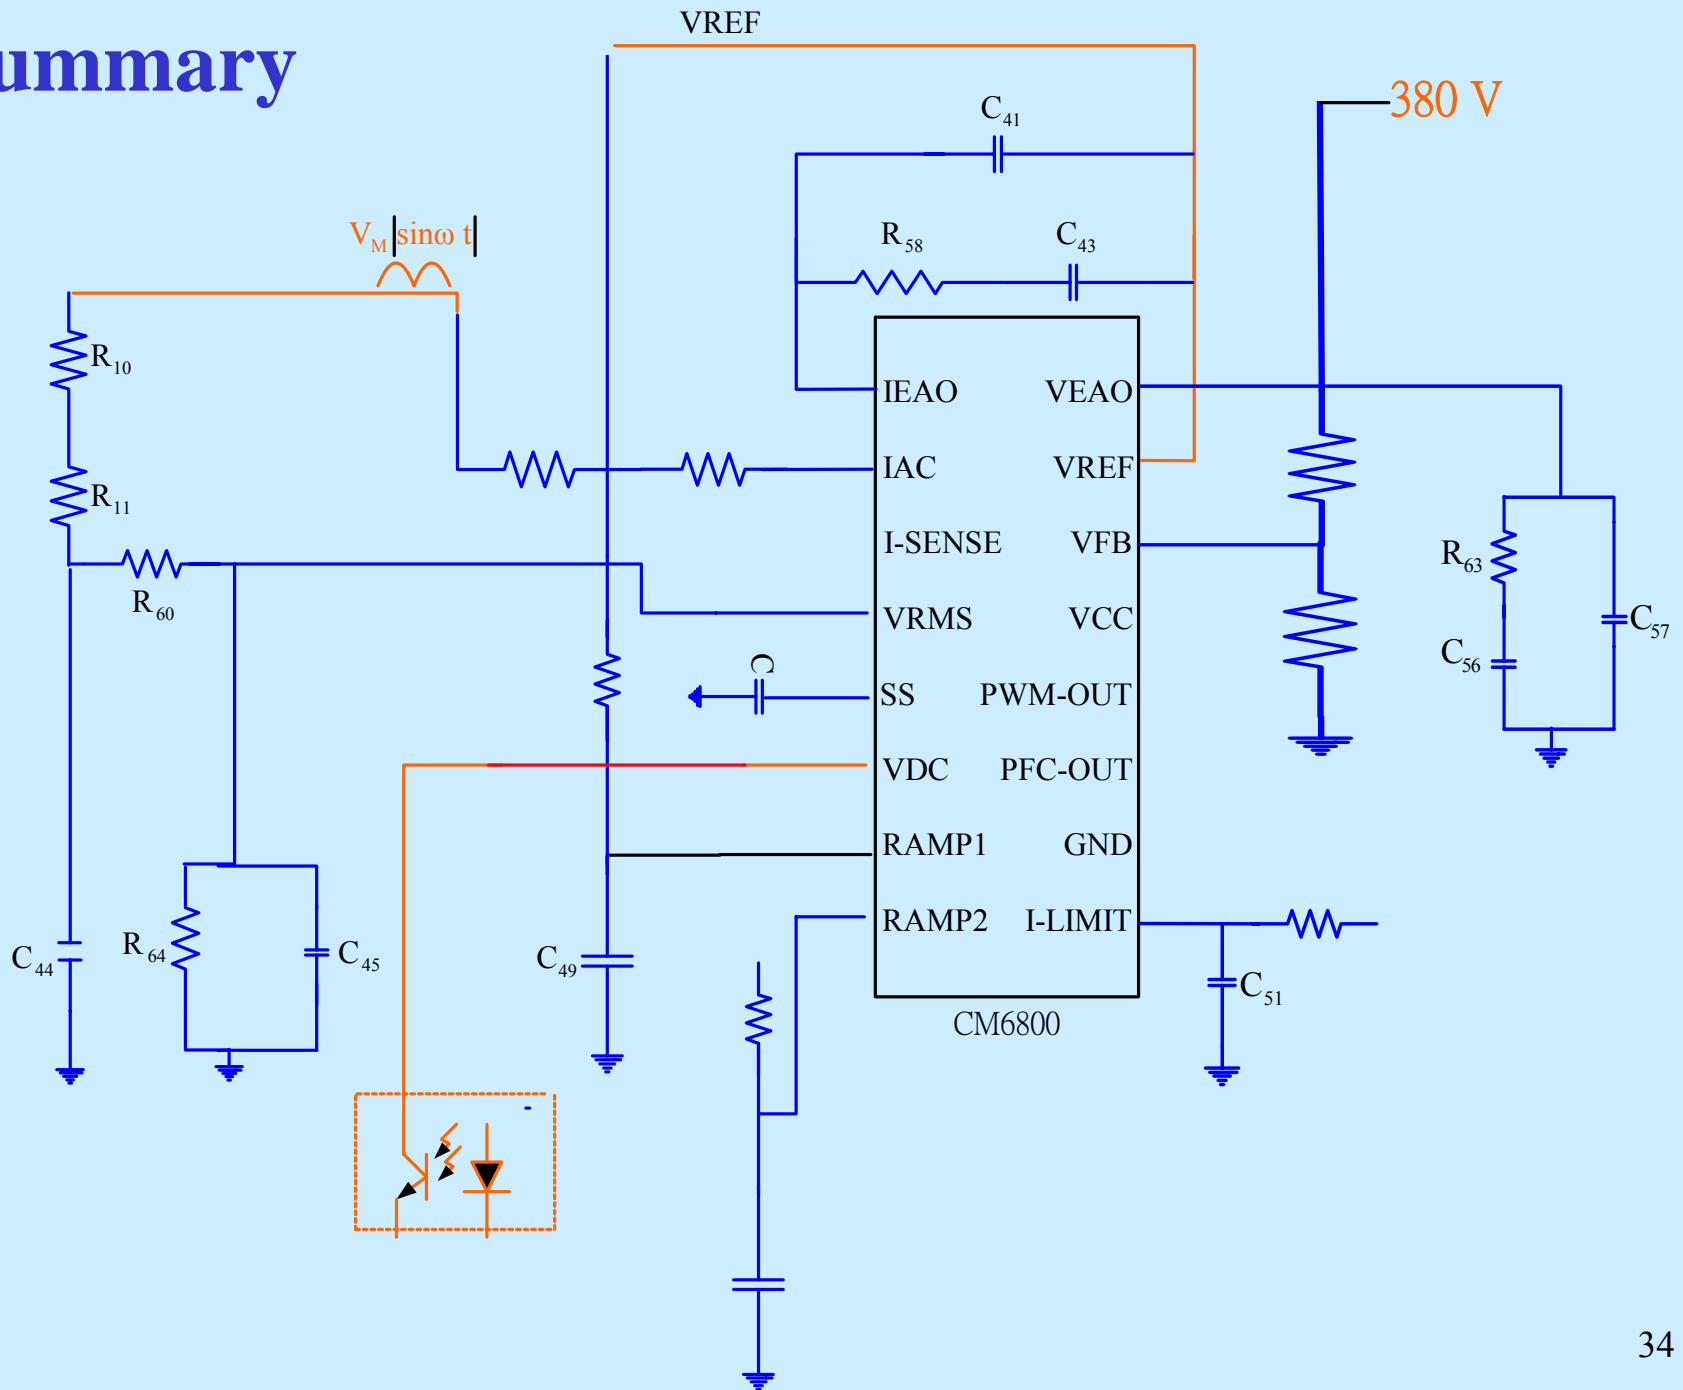 ummary
VREF
380 V
C41
VM|sinω t|
R58
C43
R10
R11
R60
IEAO
VEAO
IAC
VREF
I-SENSE
VFB
VRMS
VCC
C
SS
PWM-OUT
VDC
PFC-OUT
RAMP1
GND
RAMP2
I-LIMIT
CM6800
R63
C56
C57
C44
R64
C45
C49
C51
34